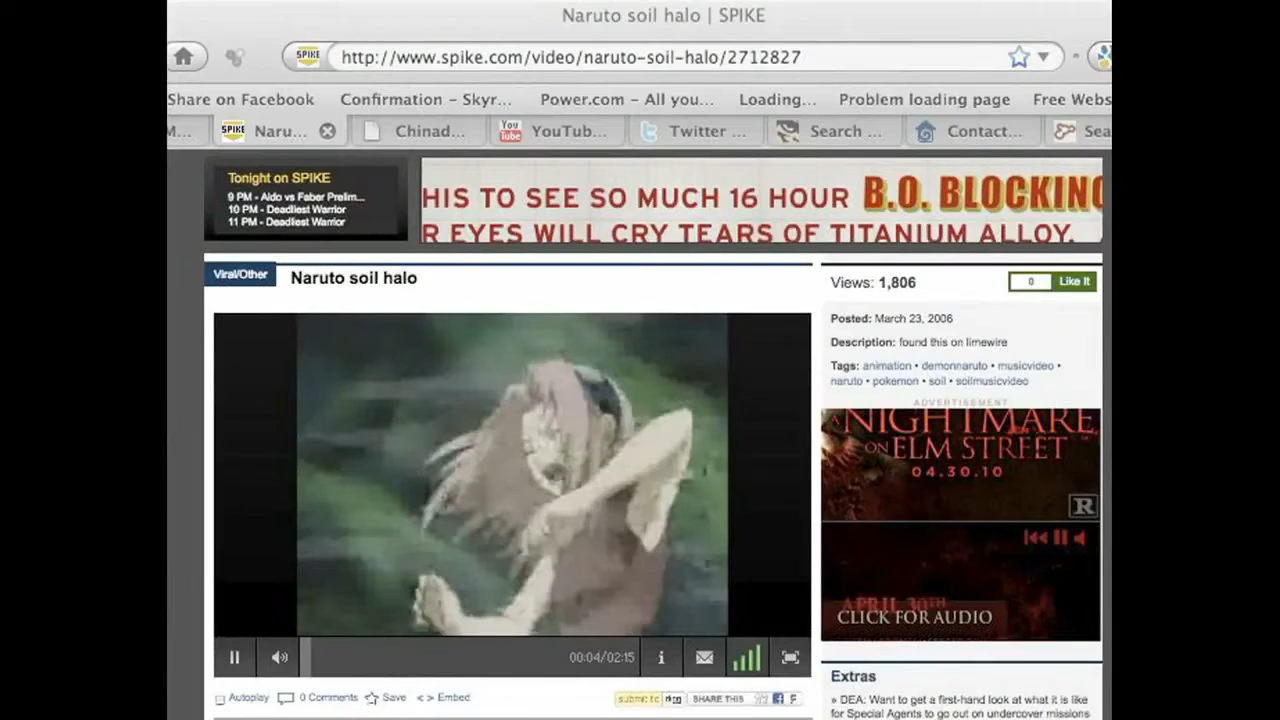 Naruto soil halo | SPIKE
SPIKE http://www.spike.com/video/naruto-soil-halo/2712827
Share on Facebook Confirmation - Skyr... Power.com - All you... Loading... Problem loading page Free Webs
M... SPIKE Naru... Chinad... You Tube YouTub... Twitter ... Search ... Contact... Sea
Tonight on SPIKE
9 PM - Aldo vs Faber Prelim...
10 PM - Deadliest Warrior
11 PM - Deadliest Warrior
HIS TO SEE SO MUCH 16 HOUR B.O. BLOCKING
R EYES WILL CRY TEARS OF TITANIUM ALLOY.
Viral/Other Naruto soil halo
Views: 1,806 0 Like It
Posted: March 23, 2006
Description: found this on limewire
Tags: animation • demonnaruto • musicvideo •
naruto • pokemon • soil • soilmusicvideo
ADVERTISEMENT
NIGHTMARE
ON ELM STREET
04.30.10
R
APRIL 30TH
CLICK FOR AUDIO
00:04/02:15 i
Autoplay 0 Comments Save < > Embed submit to digg SHARE THIS
Extras
» DEA: Want to get a first-hand look at what it is like
for Special Agents to go out on undercover missions